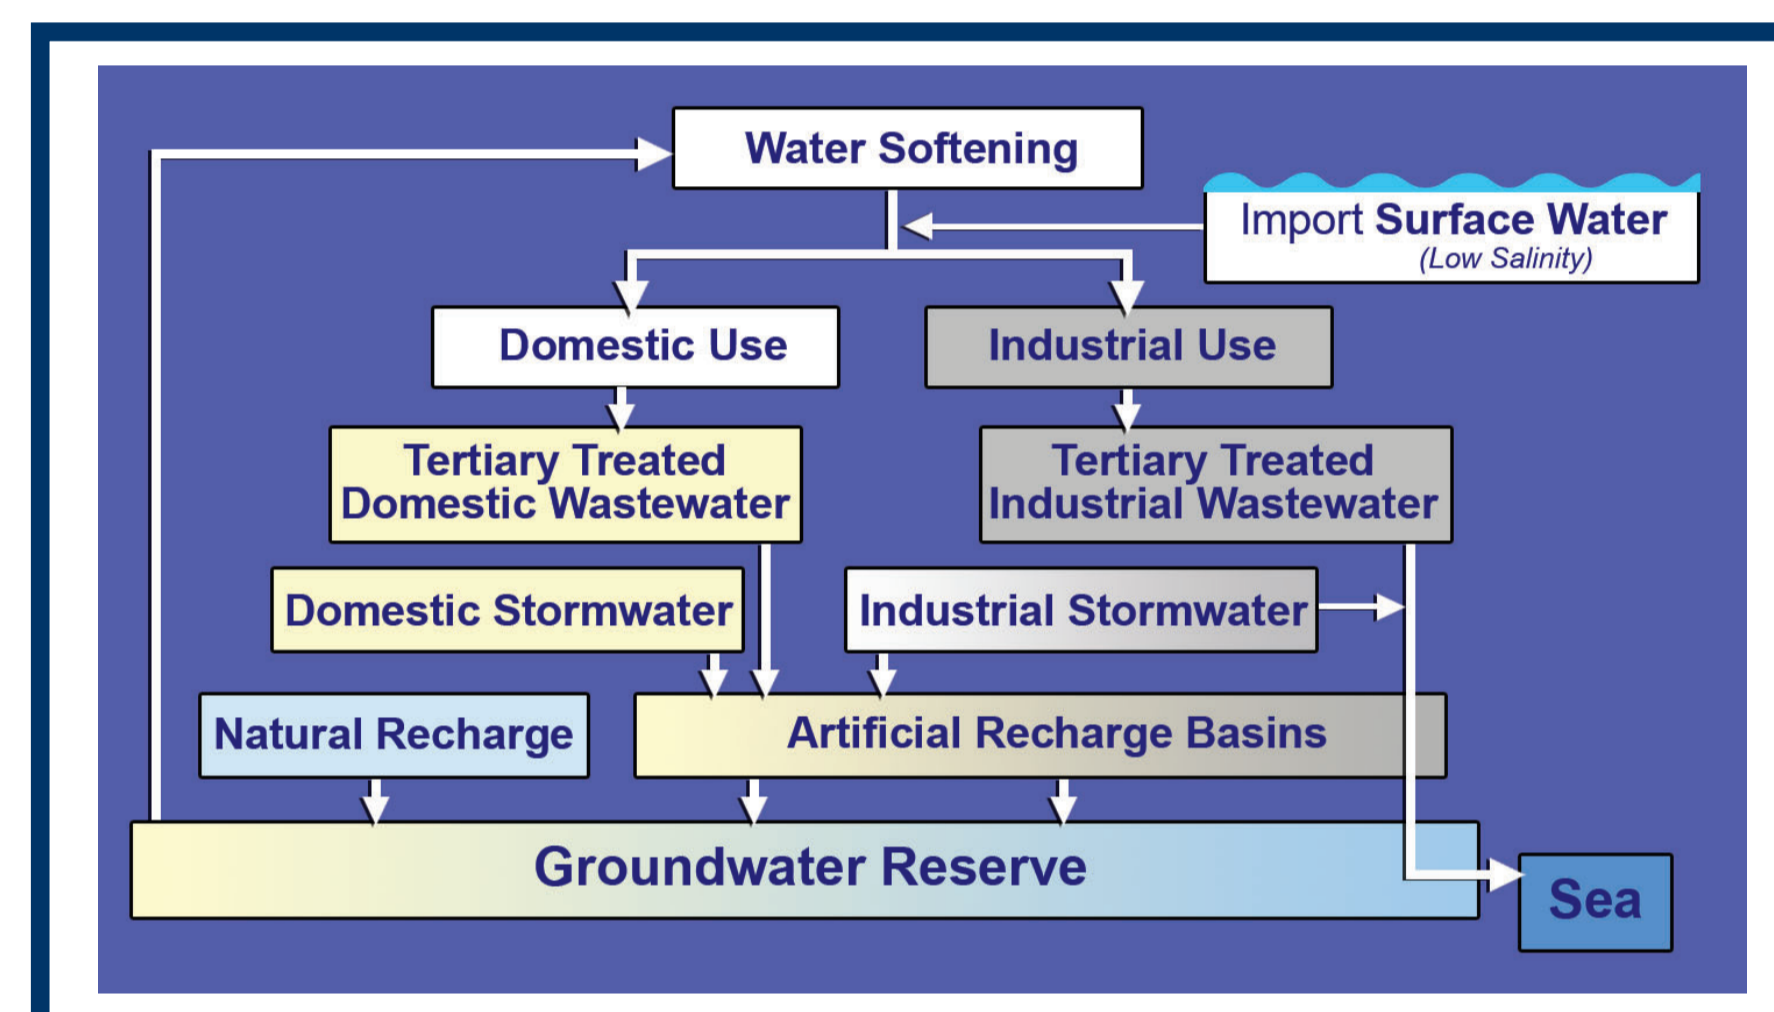 Water Softening
Import Surface Water
(Low Salinity)
Domestic Use
Industrial Use
Tertiary Treated
Domestic Wastewater
Tertiary Treated
Industrial Wastewater
Domestic Stormwater
Industrial Stormwater
Natural Recharge
Artificial Recharge Basins
Groundwater Reserve
Sea